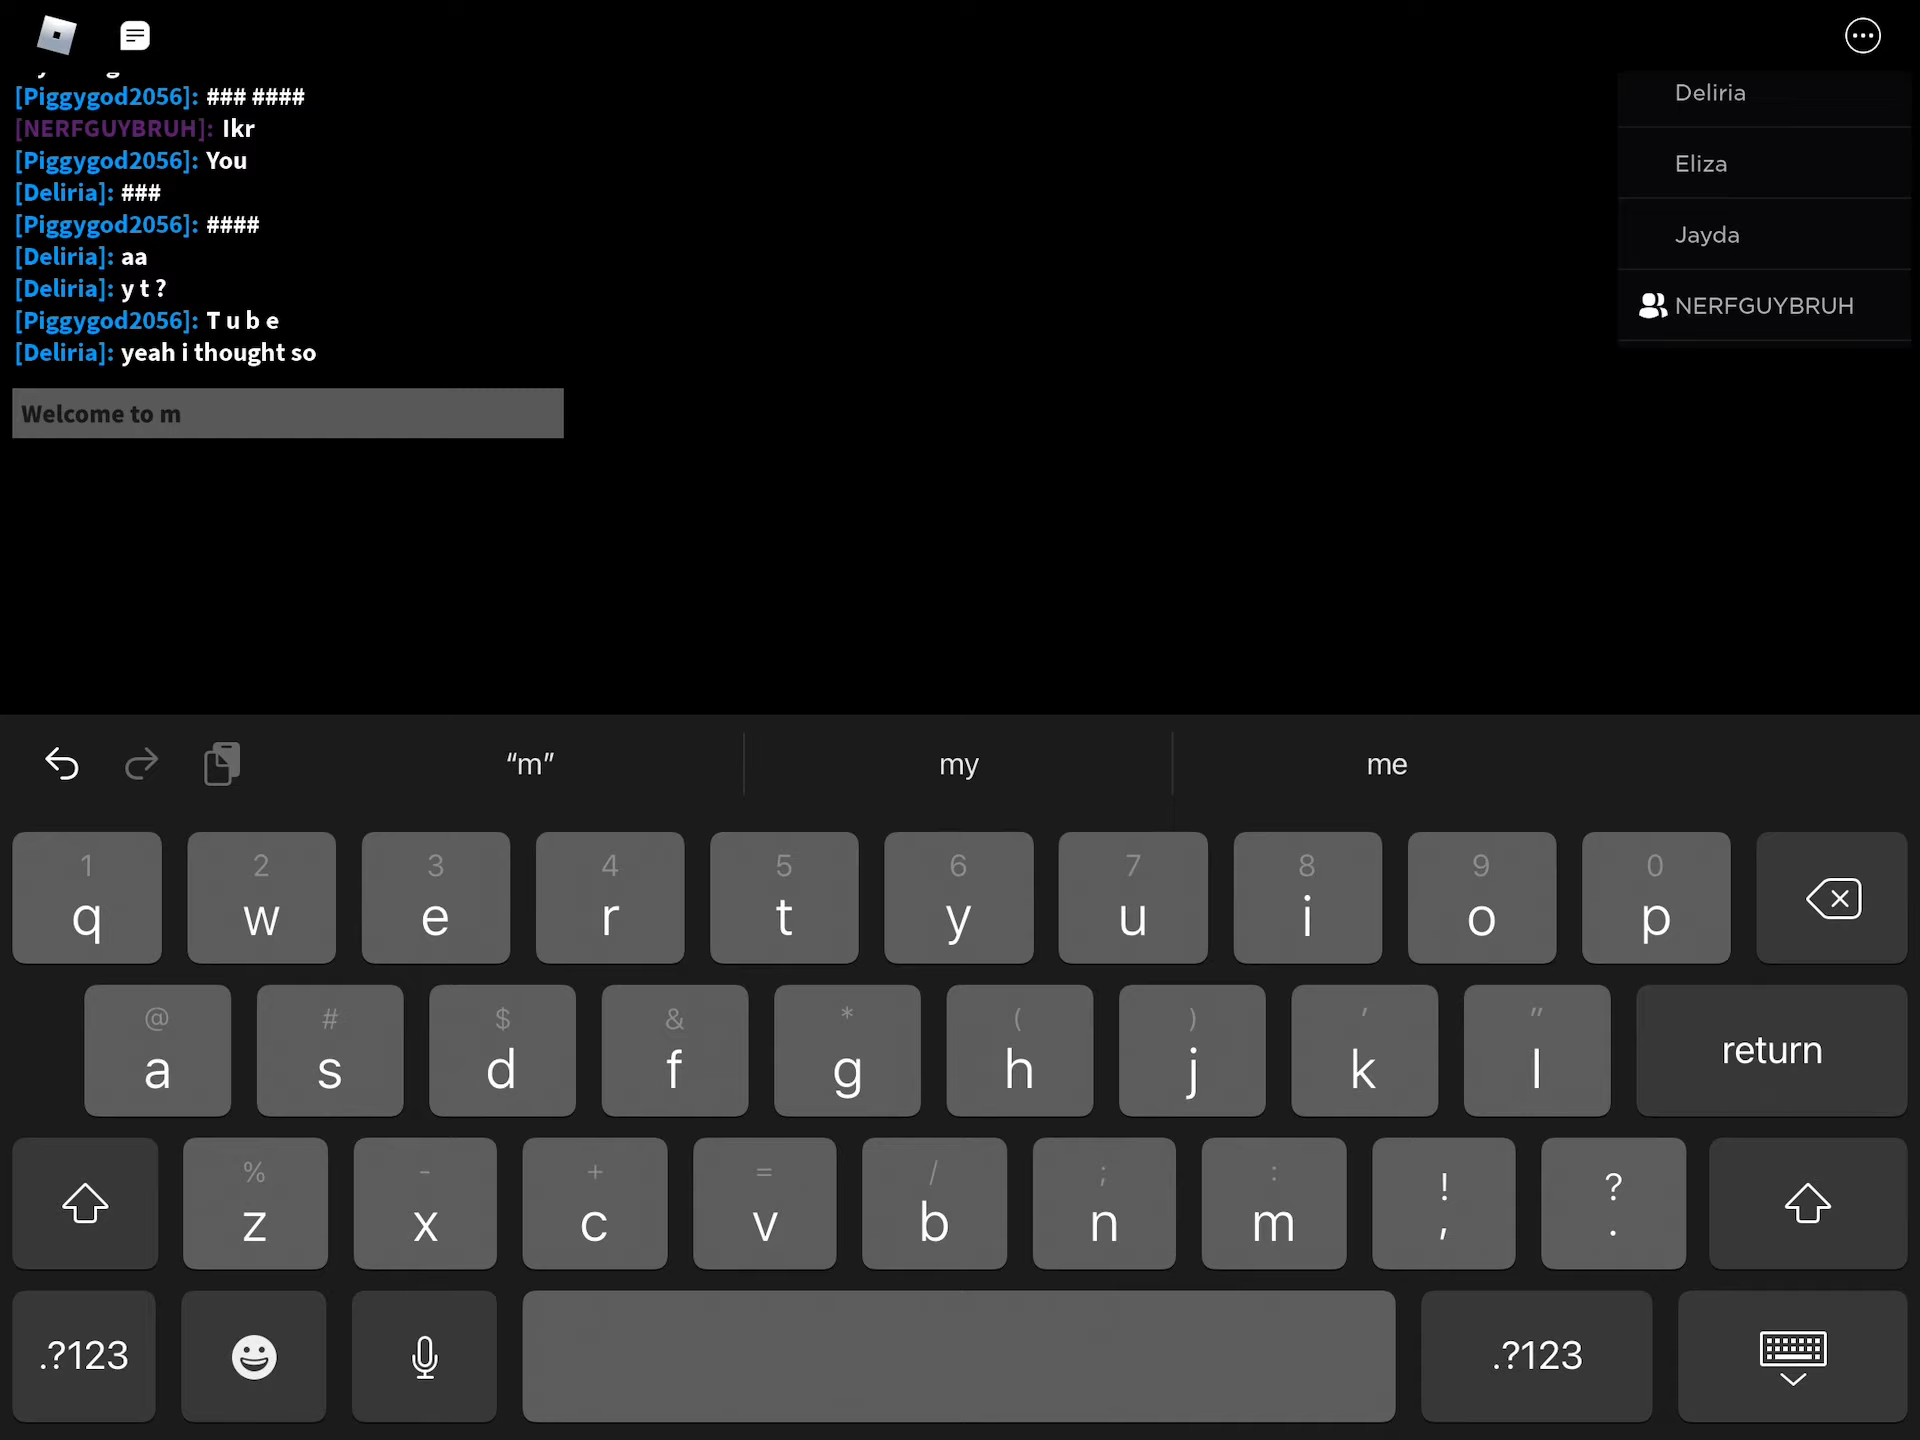 [Piggygod2056]: ### ####
[NERFGUYBRUH]: Ikr
[Piggygod2056]: You
[Deliria]: ###
[Piggygod2056]: ####
[Deliria]: aa
[Deliria]: y t ?
[Piggygod2056]: T u b e
[Deliria]: yeah i thought so
Welcome to m
Deliria
Eliza
Jayda
NERFGUYBRUH
“m” my me
1 2 3 4 5 6 7 8 9 0
q w e r t y u i o p
@ # $ & * ( ) ' "
a s d f g h j k l return
% - + = / ; : ! ?
z x c v b n m , .
.?123 .?123